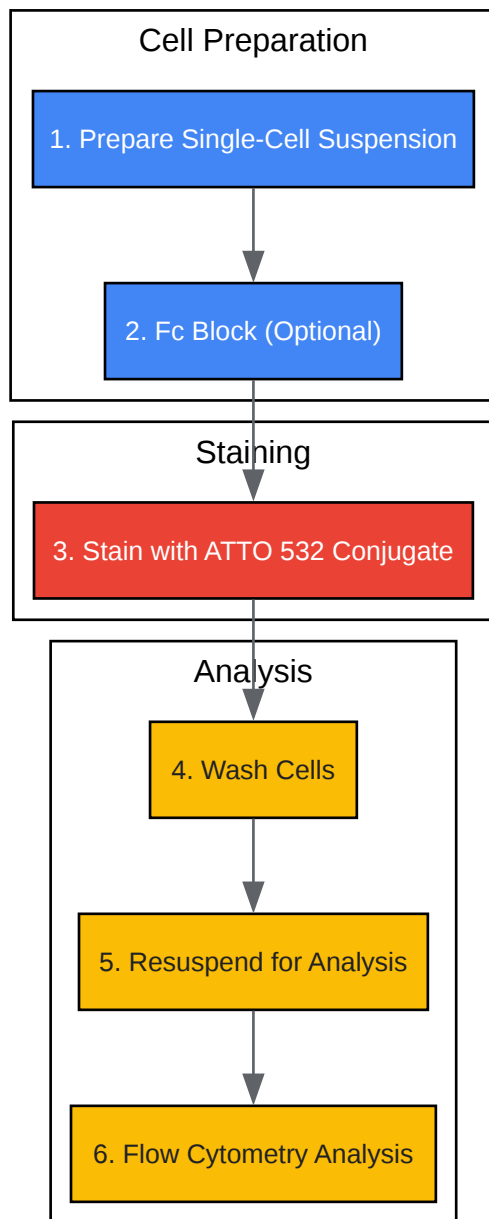 Cell Preparation
1. Prepare Single-Cell Suspension
2. Fc Block (Optional)
Staining
3. Stain with ATTO 532 Conjugate
Analysis
4. Wash Cells
5. Resuspend for Analysis
6. Flow Cytometry Analysis